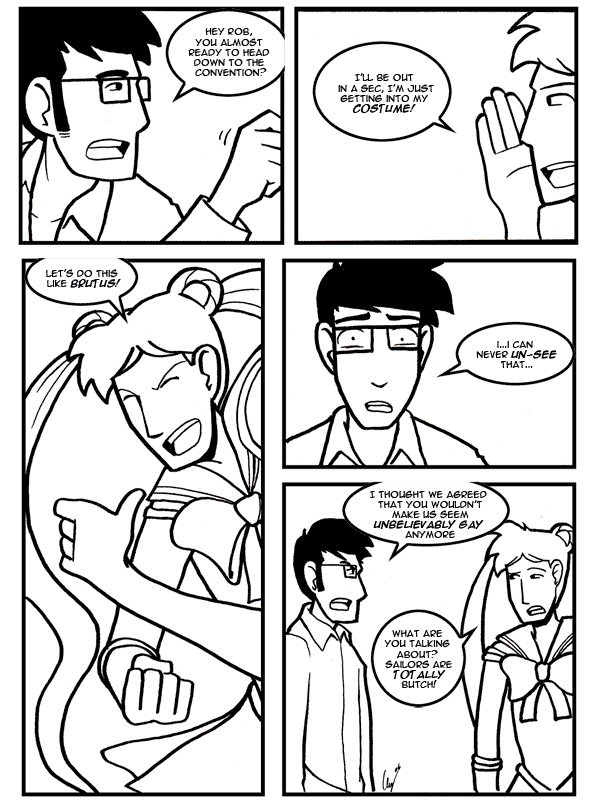 HEY ROB,
YOU ALMOST
READY TO HEAD
DOWN TO THE
CONVENTION?
I'LL BE OUT
IN A SEC, I'M JUST
GETTING INTO MY
COSTUME!
LET'S DO THIS
LIKE BRUTUS!
I...I CAN
NEVER UN-SEE
THAT...
I THOUGHT WE AGREED
THAT YOU WOULDN'T
MAKE US SEEM
UNBELIEVABLY GAY
ANYMORE
WHAT ARE
YOU TALKING
ABOUT?
SAILORS ARE
TOTALLY
BUTCH!